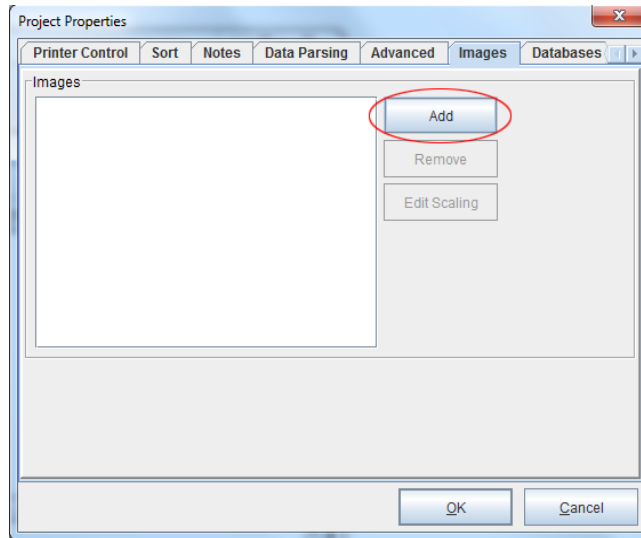 Project Properties
Printer Control Sort Notes Data Parsing Advanced Images Databases
Images
Add
Remove
Edit Scaling
OK Cancel